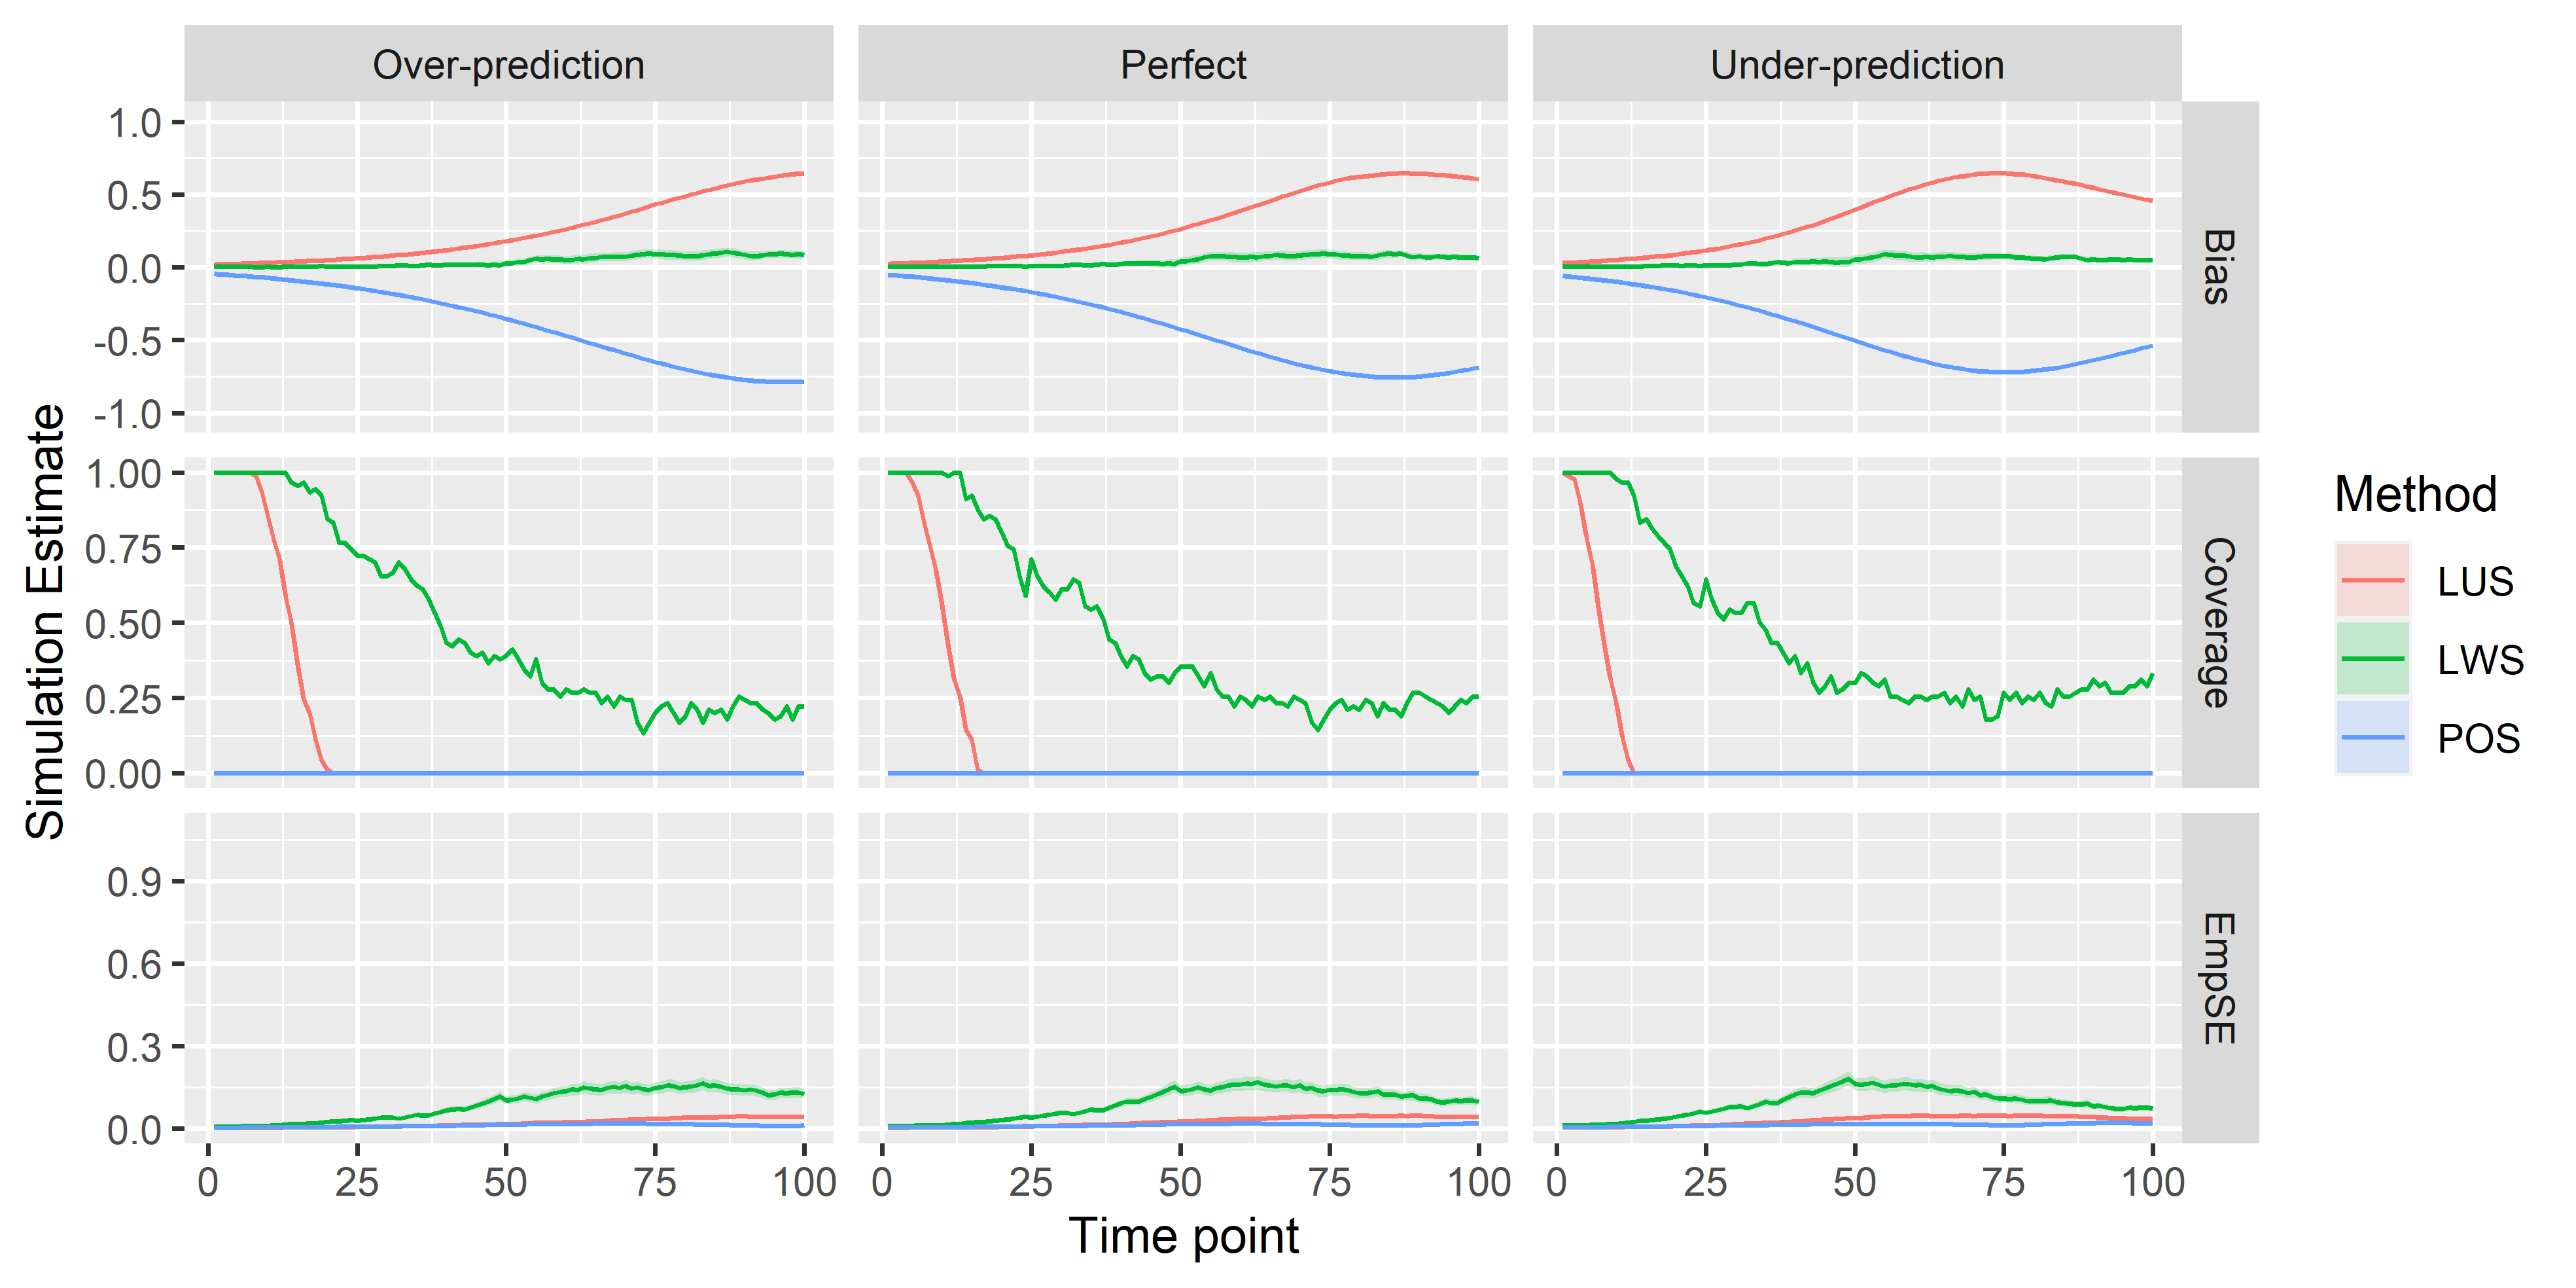 Over-prediction
Perfect
Under-prediction
1.0
0.5
0.0
-0.5
-1.0
Bias
1.00
0.75
0.50
0.25
0.00
Coverage
0.9
0.6
0.3
0.0
EmpSE
Simulation Estimate
0 25 50 75 100
0 25 50 75 100
0 25 50 75 100
Time point
Method
LUS
LWS
POS